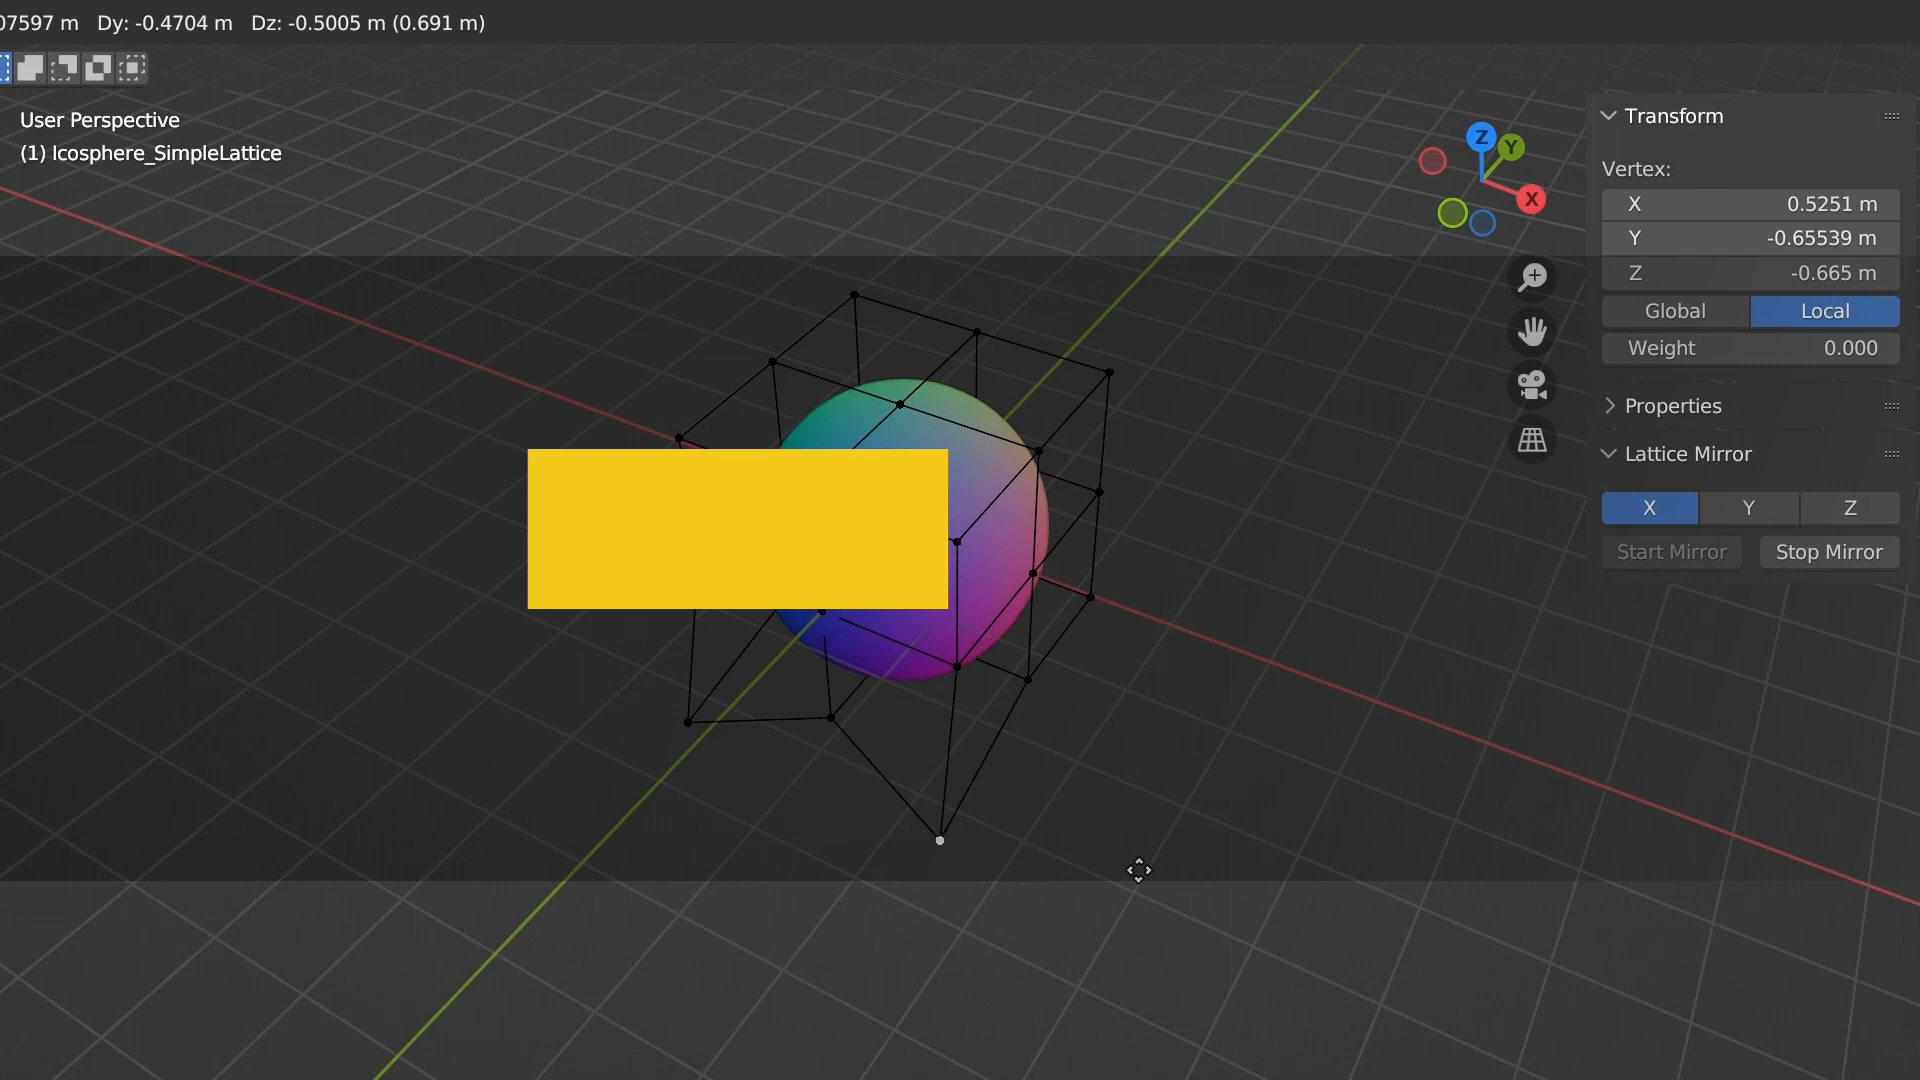 07597 m Dy: -0.4704 m Dz: -0.5005 m (0.691 m)
User Perspective
(1) Icosphere_SimpleLattice
Z
Y
X
Transform
Vertex:
X 0.5251 m
Y -0.65539 m
Z -0.665 m
Global Local
Weight 0.000
Properties
Lattice Mirror
X Y Z
Start Mirror Stop Mirror